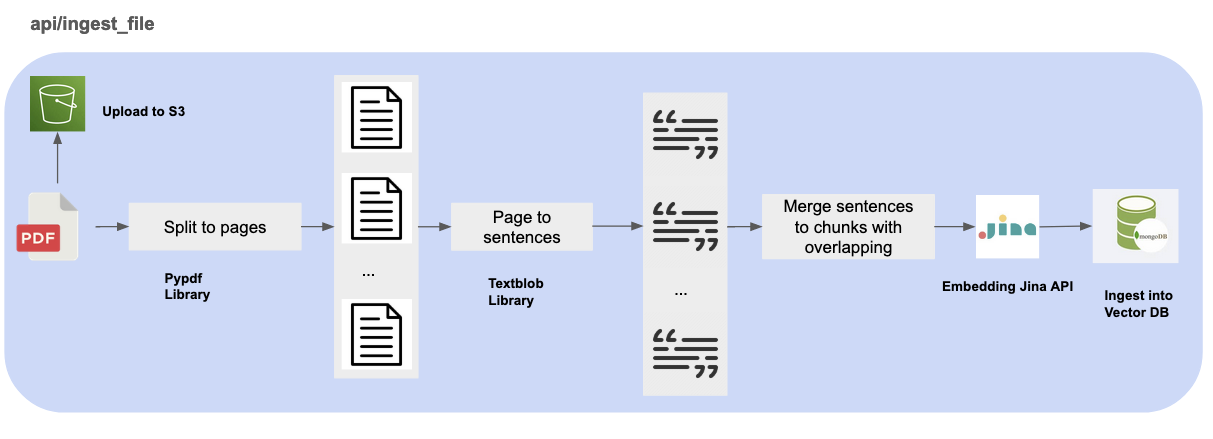 api/ingest_file
Upload to S3
PDF
Split to pages
Pypdf
Library
...
Page to
sentences
Textblob
Library
...
Merge sentences
to chunks with
overlapping
.jina
Embedding Jina API
mongoDB
Ingest into
Vector DB